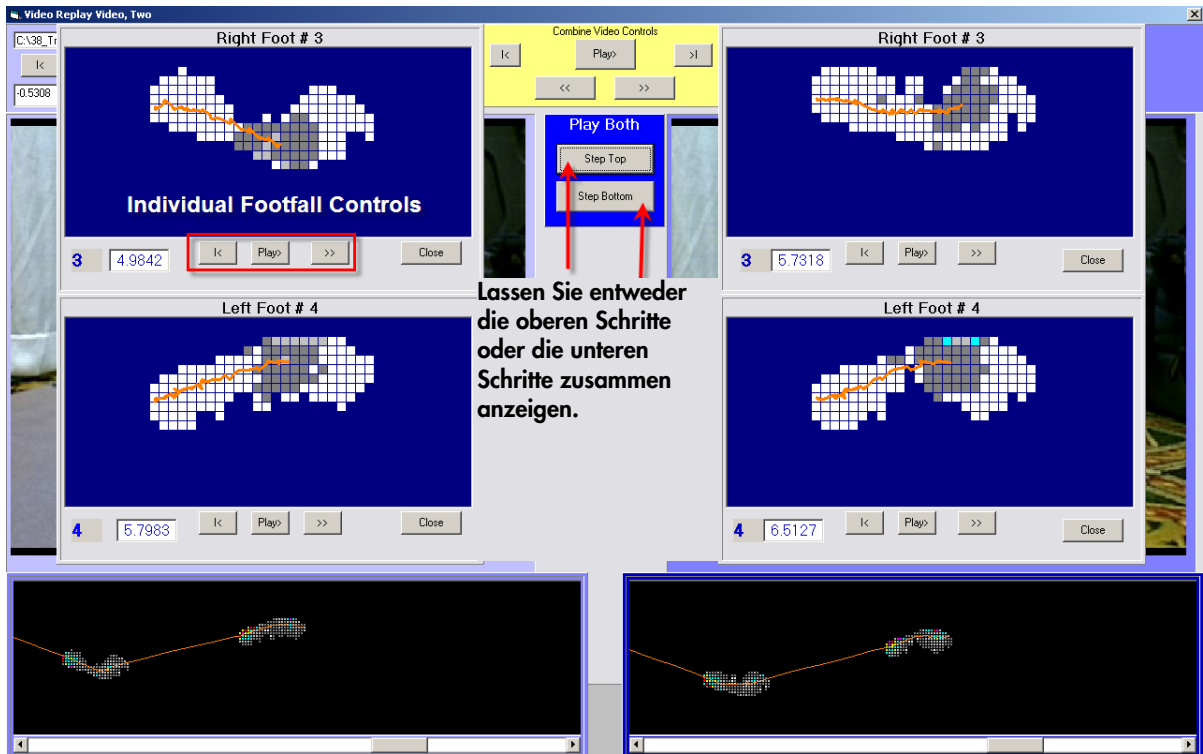 Video Replay Video, Two
C:\38_Tr
|<
-0.5308
Right Foot # 3
Individual Footfall Controls
3 4.9842 |< Play> >> Close
Combine Video Controls
|< Play> >|
<< >>
Play Both
Step Top
Step Bottom
Lassen Sie entweder
die oberen Schritte
oder die unteren
Schritte zusammen
anzeigen.
Right Foot # 3
3 5.7318 |< Play> >> Close
Left Foot # 4
4 5.7983 |< Play> >> Close
Left Foot # 4
4 6.5127 |< Play> >> Close